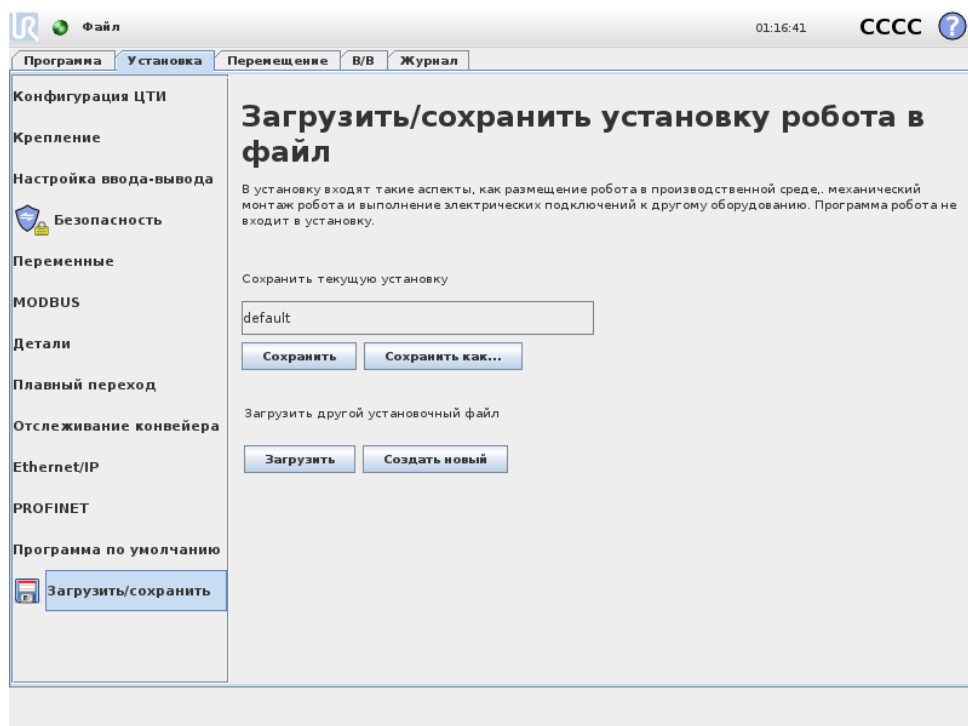 UR Файл 01:16:41 CCCC ?
Программа Установка Перемещение В/В Журнал
Конфигурация ЦТИ
Крепление
Настройка ввода-вывода
Безопасность
Переменные
MODBUS
Детали
Плавный переход
Отслеживание конвейера
Ethernet/IP
PROFINET
Программа по умолчанию
Загрузить/сохранить
Загрузить/сохранить установку робота в
файл
В установку входят такие аспекты, как размещение робота в производственной среде,. механический
монтаж робота и выполнение электрических подключений к другому оборудованию. Программа робота не
входит в установку.
Сохранить текущую установку
default
Сохранить Сохранить как...
Загрузить другой установочный файл
Загрузить Создать новый